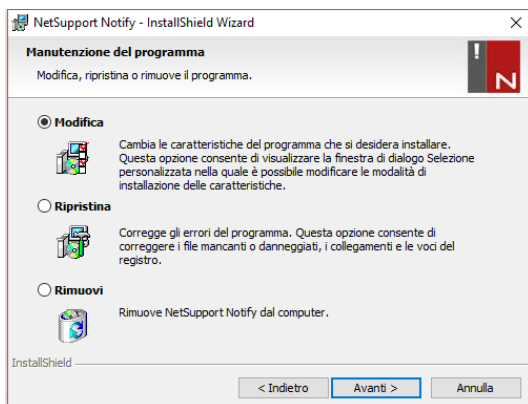 NetSupport Notify - InstallShield Wizard
Manutenzione del programma
Modifica, ripristina o rimuove il programma.
! N
Modifica
Cambia le caratteristiche del programma che si desidera installare.
Questa opzione consente di visualizzare la finestra di dialogo Selezione
personalizzata nella quale è possibile modificare le modalità di
installazione delle caratteristiche.
Ripristina
Corregge gli errori del programma. Questa opzione consente di
correggere i file mancanti o danneggiati, i collegamenti e le voci del
registro.
Rimuovi
Rimuove NetSupport Notify dal computer.
InstallShield
< Indietro
Avanti >
Annulla